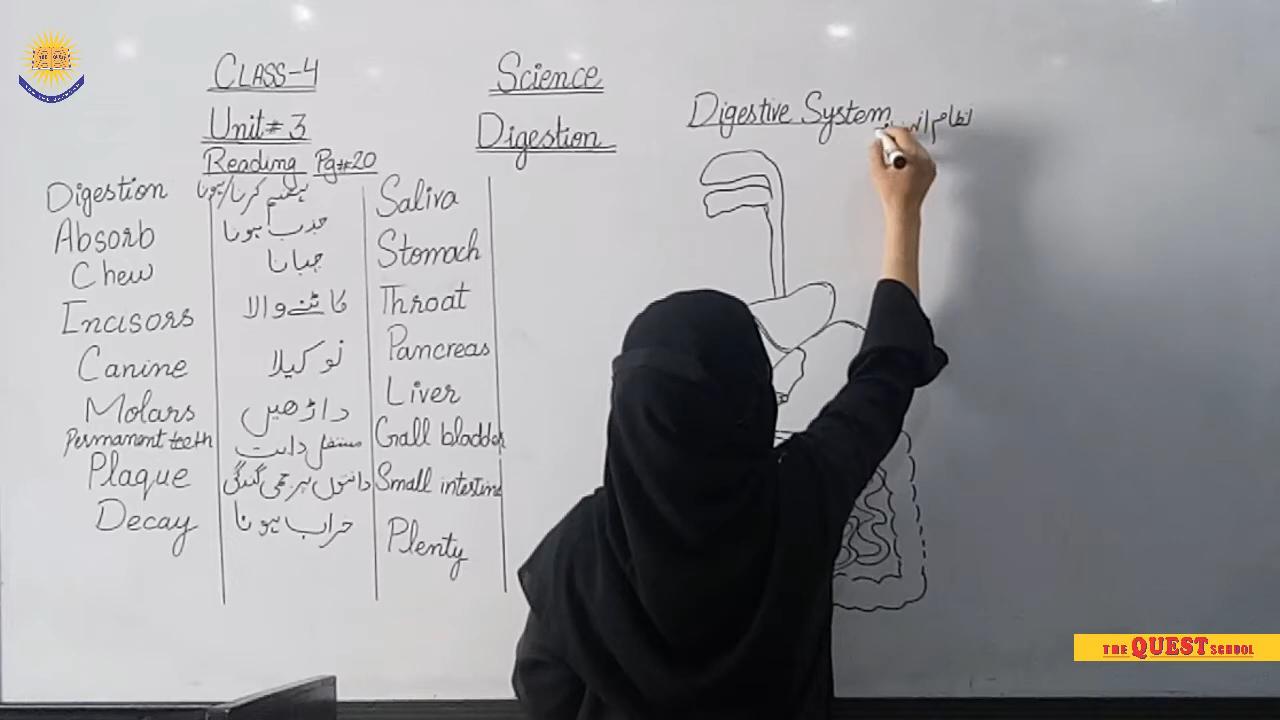 CLASS-4
Science
Unit # 3
Digestion
Reading Pg#20
Digestive System نظام
Digestion ہضم کرنا/ہونا
Absorb جذب ہونا
Chew چبانا
Incisors کاٹنے والا
Canine نوکیلا
Molars داڑھیں
Permanent teeth مستقل دانت
Plaque دانتوں پر جمی گندگی
Decay خراب ہونا
Saliva
Stomach
Throat
Pancreas
Liver
Gall bladder
Small intestine
Plenty
THE QUEST SCHOOL